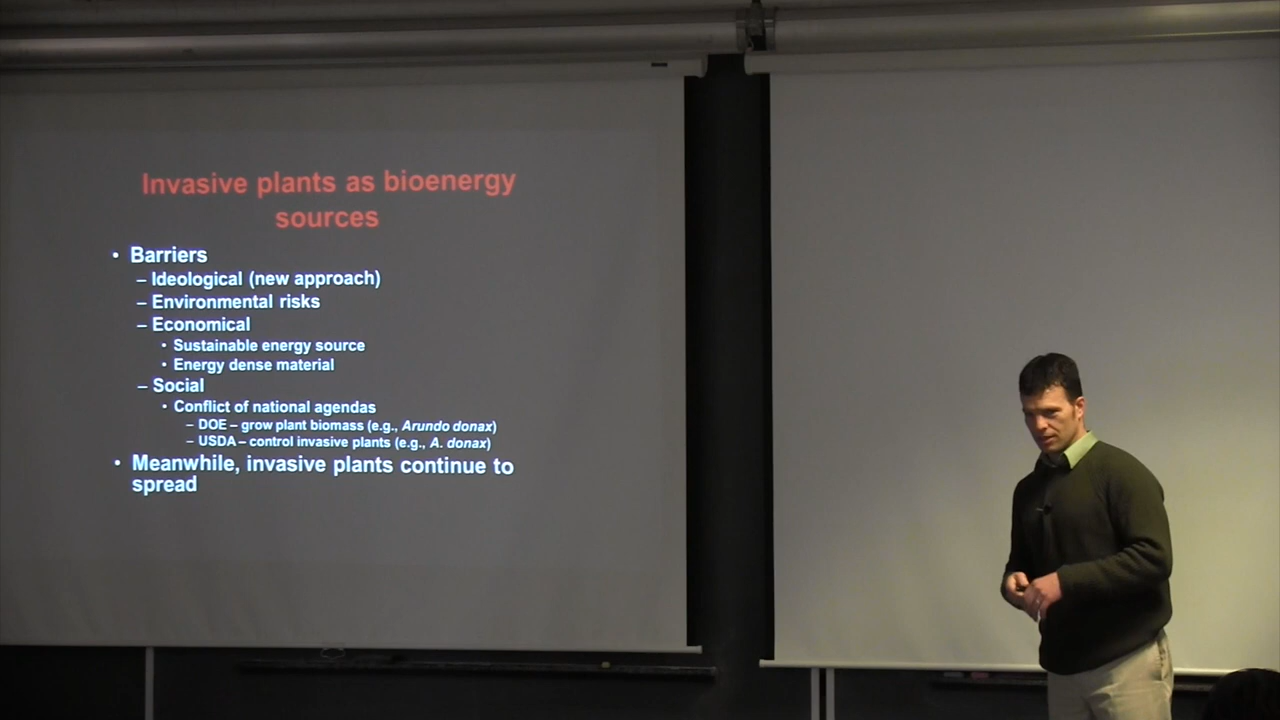 Invasive plants as bioenergy
sources
• Barriers
– Ideological (new approach)
– Environmental risks
– Economical
• Sustainable energy source
• Energy dense material
– Social
• Conflict of national agendas
– DOE – grow plant biomass (e.g., Arundo donax)
– USDA – control invasive plants (e.g., A. donax)
• Meanwhile, invasive plants continue to
spread